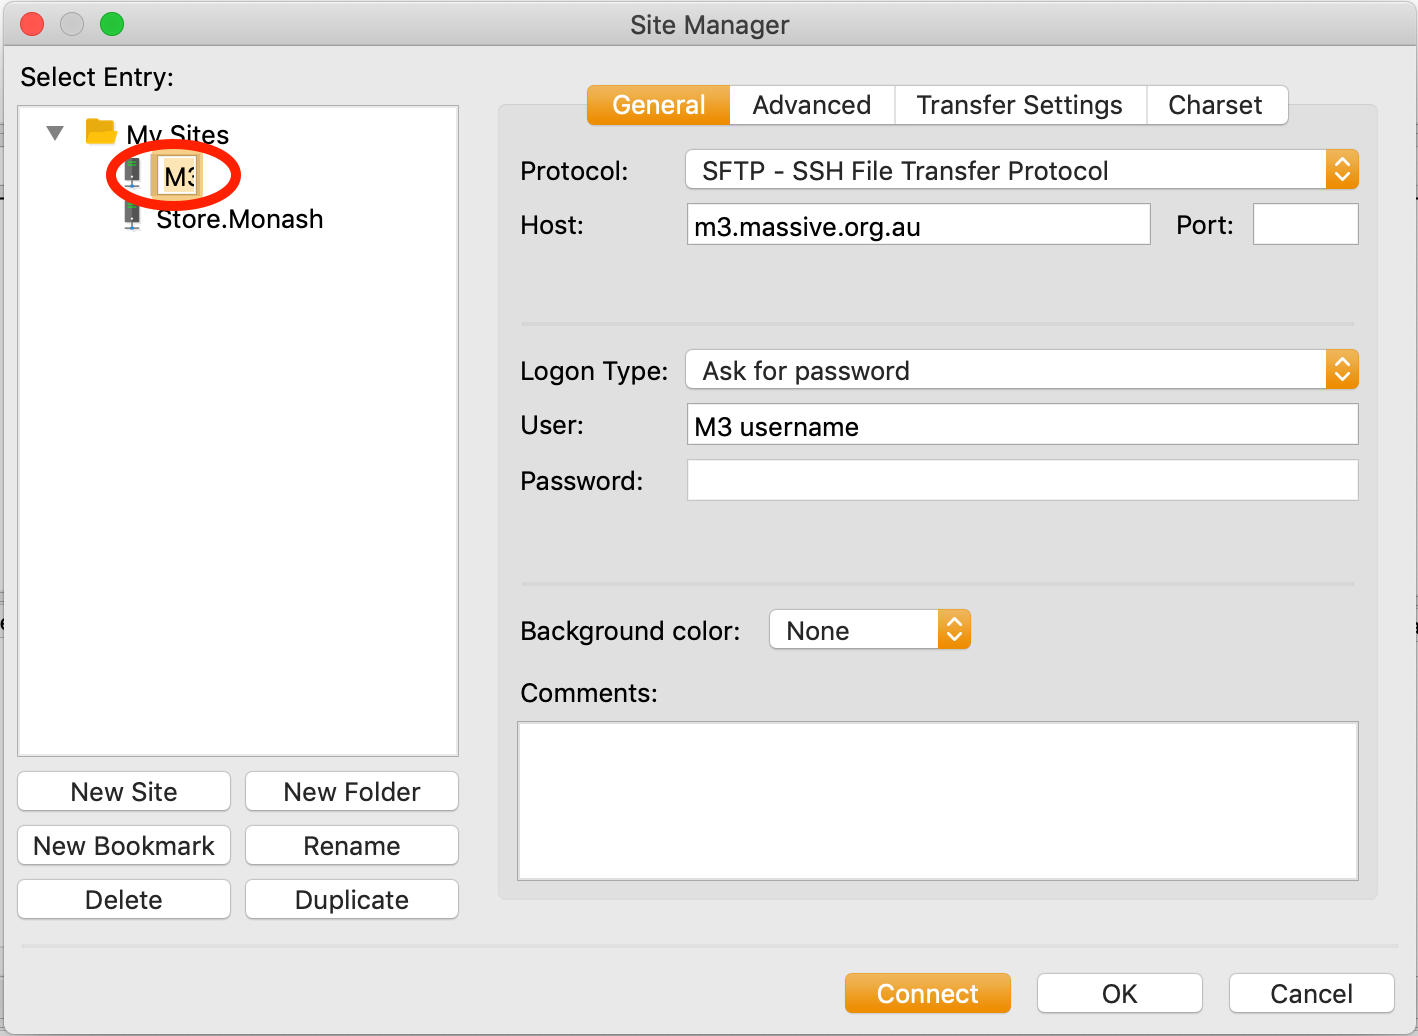 Site Manager
Select Entry:
My Sites
M3
Store.Monash
New Site
New Folder
New Bookmark
Rename
Delete
Duplicate
General
Advanced
Transfer Settings
Charset
Protocol:
SFTP - SSH File Transfer Protocol
Host:
m3.massive.org.au
Port:
Logon Type:
Ask for password
User:
M3 username
Password:
Background color:
None
Comments:
Connect
OK
Cancel